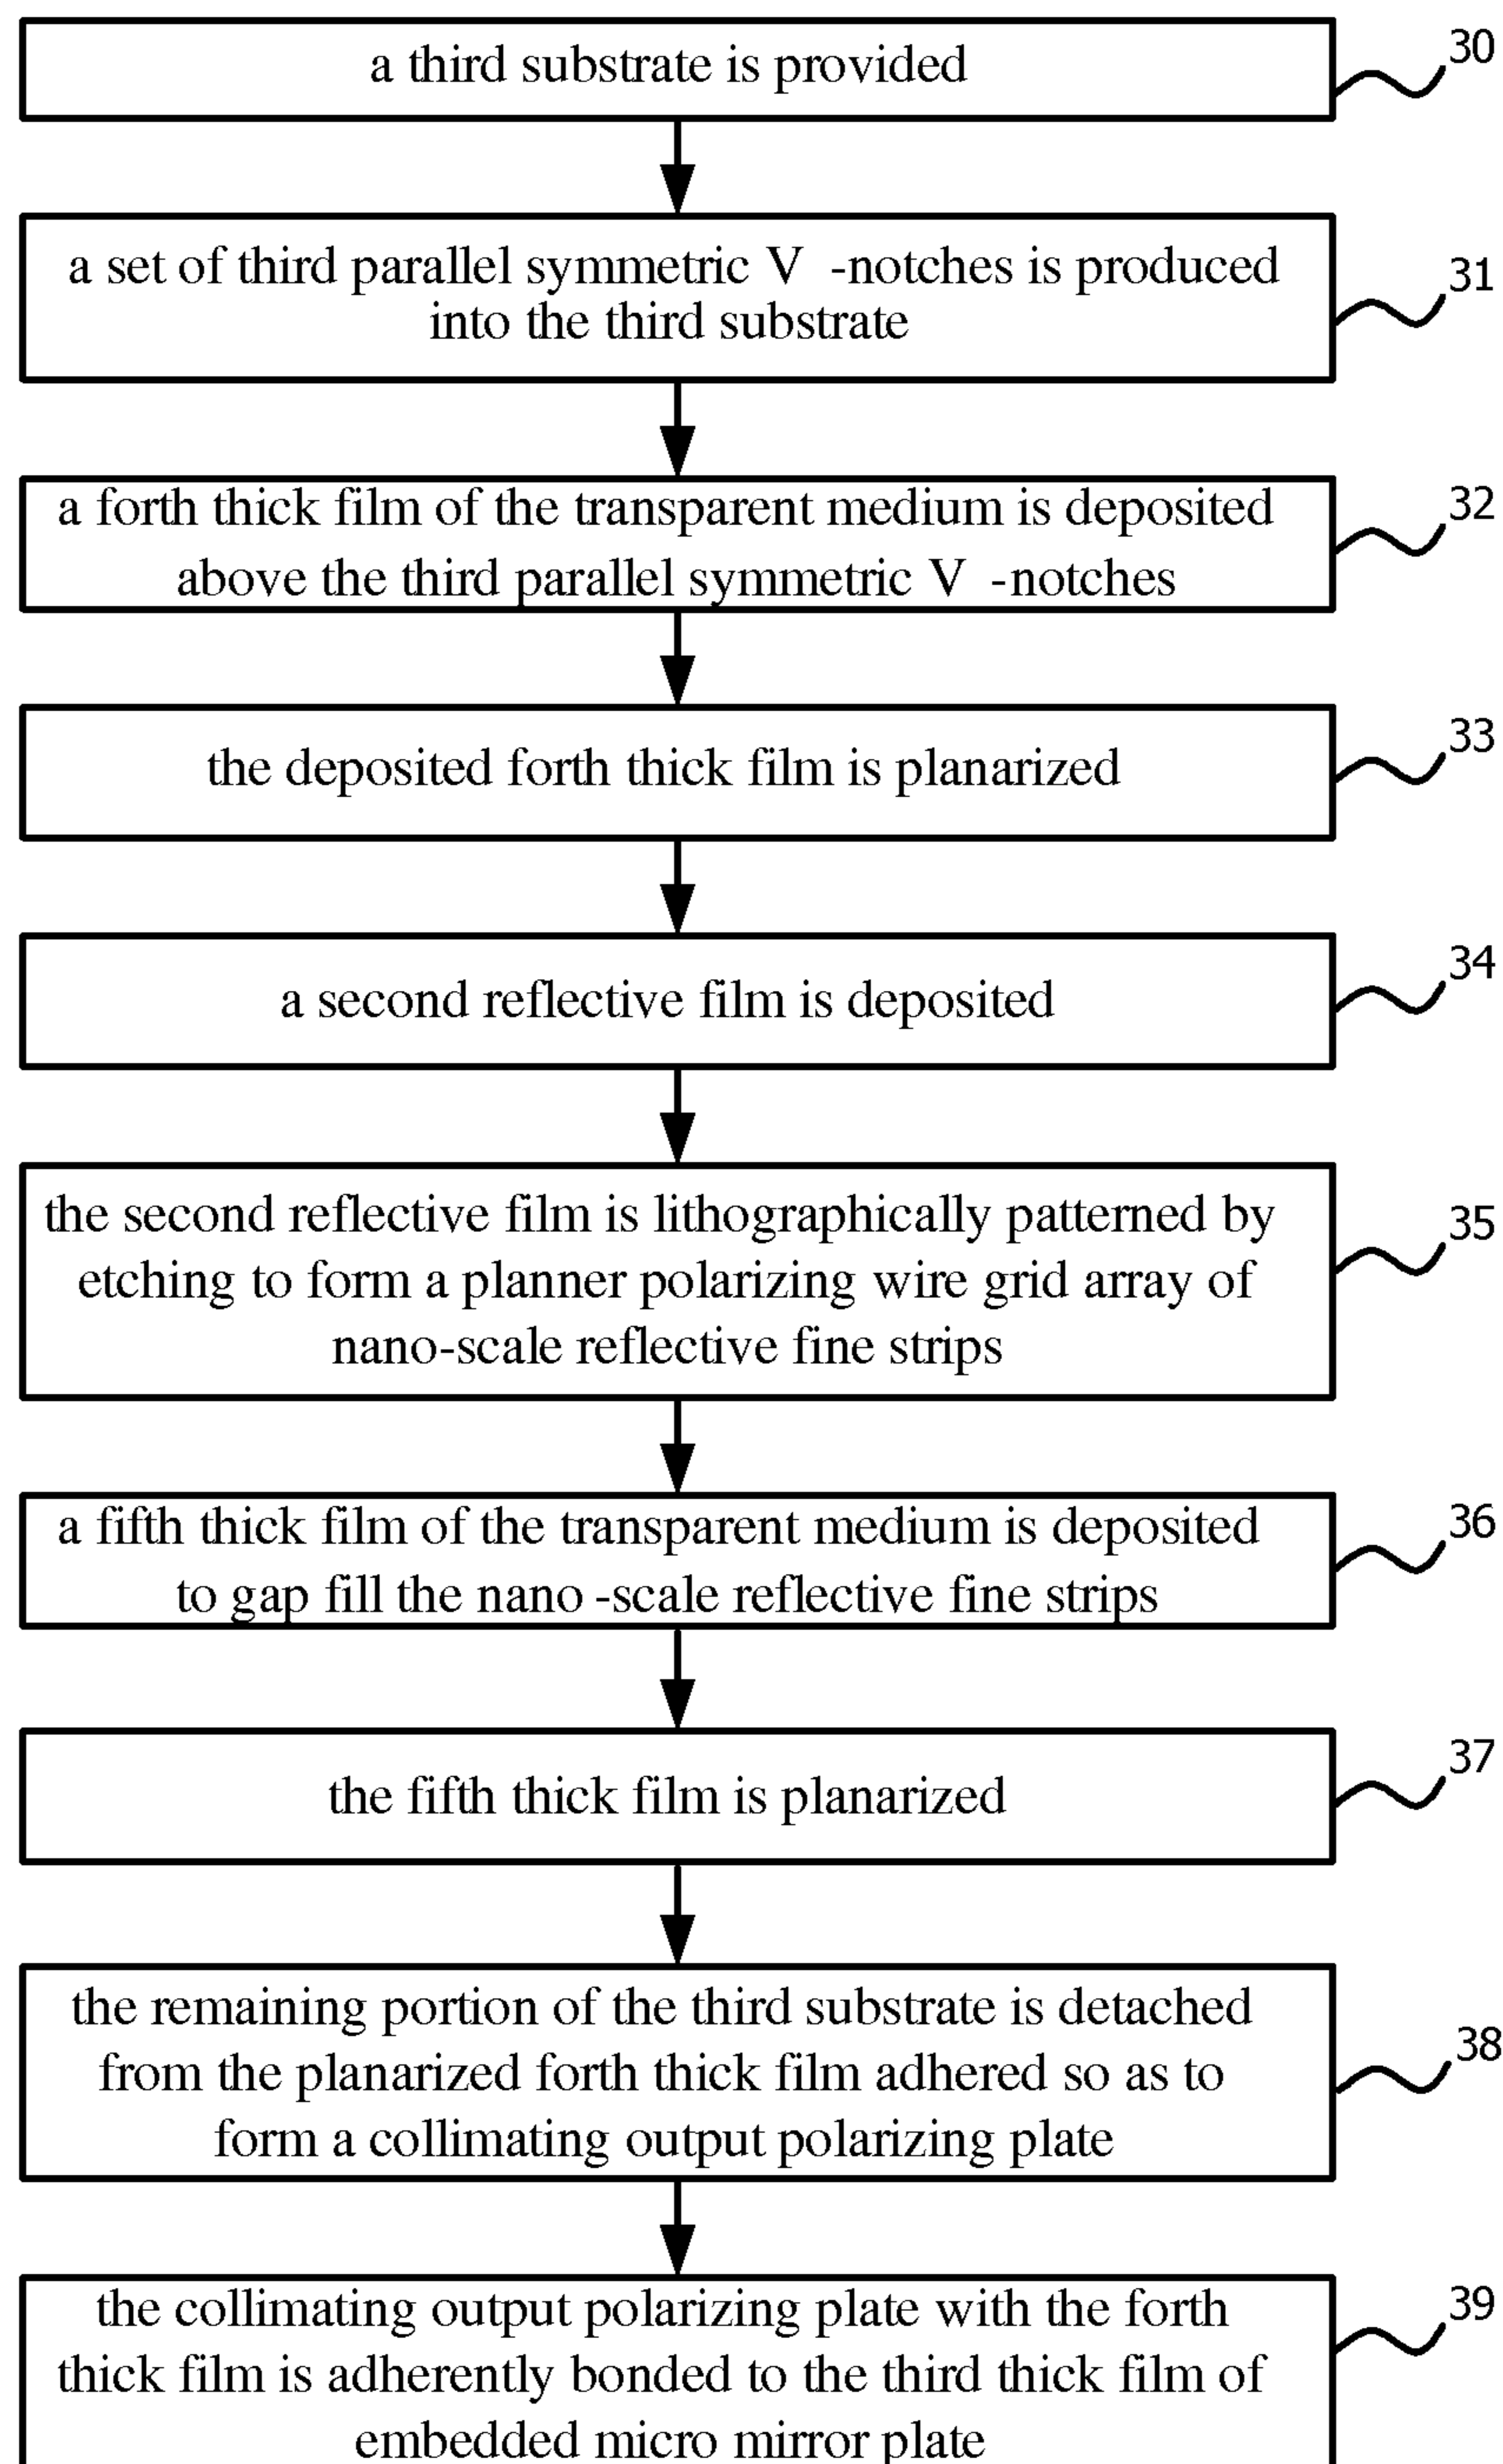 a third substrate is provided
30
a set of third parallel symmetric V -notches is produced
into the third substrate
31
a forth thick film of the transparent medium is deposited
above the third parallel symmetric V -notches
32
the deposited forth thick film is planarized
33
a second reflective film is deposited
34
the second reflective film is lithographically patterned by
etching to form a planner polarizing wire grid array of
nano-scale reflective fine strips
35
a fifth thick film of the transparent medium is deposited
to gap fill the nano -scale reflective fine strips
36
the fifth thick film is planarized
37
the remaining portion of the third substrate is detached
from the planarized forth thick film adhered so as to
form a collimating output polarizing plate
38
the collimating output polarizing plate with the forth
thick film is adherently bonded to the third thick film of
embedded micro mirror plate
39